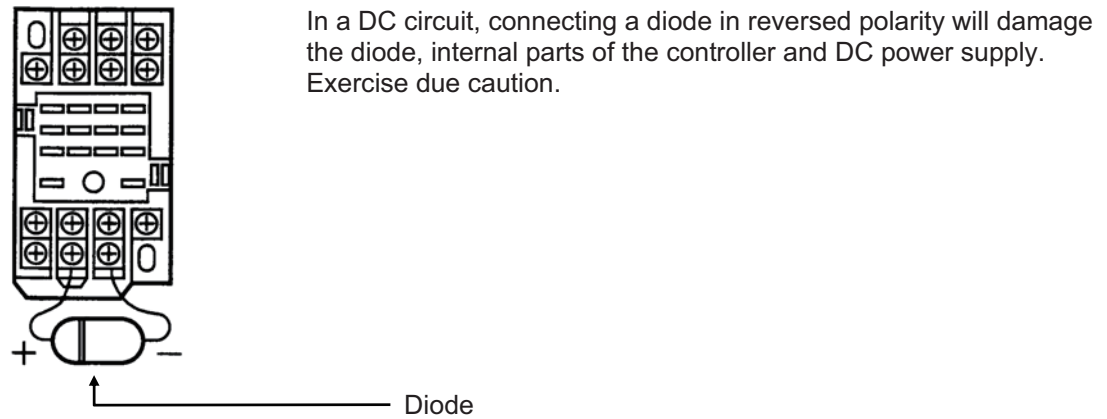 In a DC circuit, connecting a diode in reversed polarity will damage
the diode, internal parts of the controller and DC power supply.
Exercise due caution.
+ −
Diode